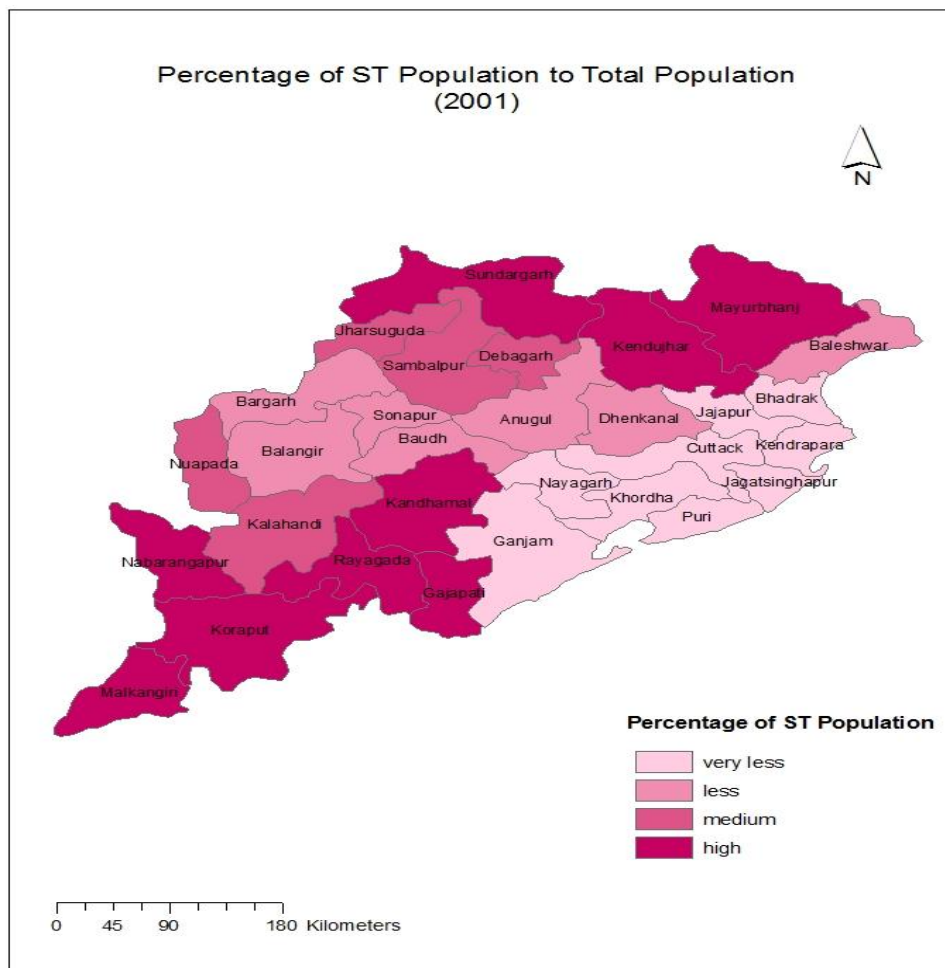 Percentage of ST Population to Total Population
(2001)
N
Sundargarh
Mayurbhanj
Jharsuguda
Kendujhar
Baleshwar
Debagarh
Sambalpur
Bargarh
Bhadrak
Sonapur
Jajapur
Anugul
Dhenkanal
Baudh
Cuttack
Kendrapara
Balangir
Nuapada
Nayagarh
Jagatsinghapur
Kandhamal
Khordha
Puri
Kalahandi
Ganjam
Nabarangapur
Rayagada
Gajapati
Koraput
Malkangiri
Percentage of ST Population
very less
less
medium
high
0 45 90 180 Kilometers